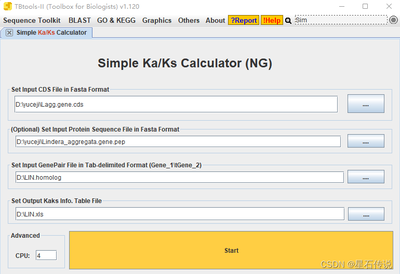 TBtools-II (Toolbox for Biologists) v1.120
Sequence Toolkit BLAST GO & KEGG Graphics Others About ?Report !Help Sim
Simple Ka/Ks Calculator
Simple Ka/Ks Calculator (NG)
Set Input CDS File in Fasta Format
D:\yuceji\Lagg.gene.cds
...
(Optional) Set Input Protein Sequence File in Fasta Format
D:\yuceji\Lindera_aggregata.gene.pep
...
Set Input GenePair File in Tab-delimited Format (Gene_1\tGene_2)
D:\LIN.homolog
...
Set Output Kaks Info. Table File
D:\LIN.xls
...
Advanced
CPU: 4
Start
CSDN @星石传说